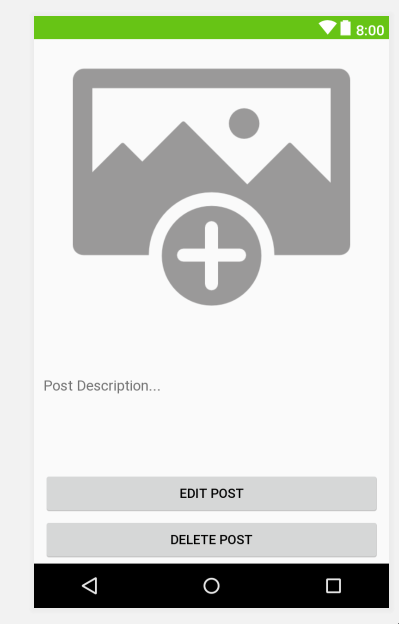 8:00
Post Description...
EDIT POST
DELETE POST